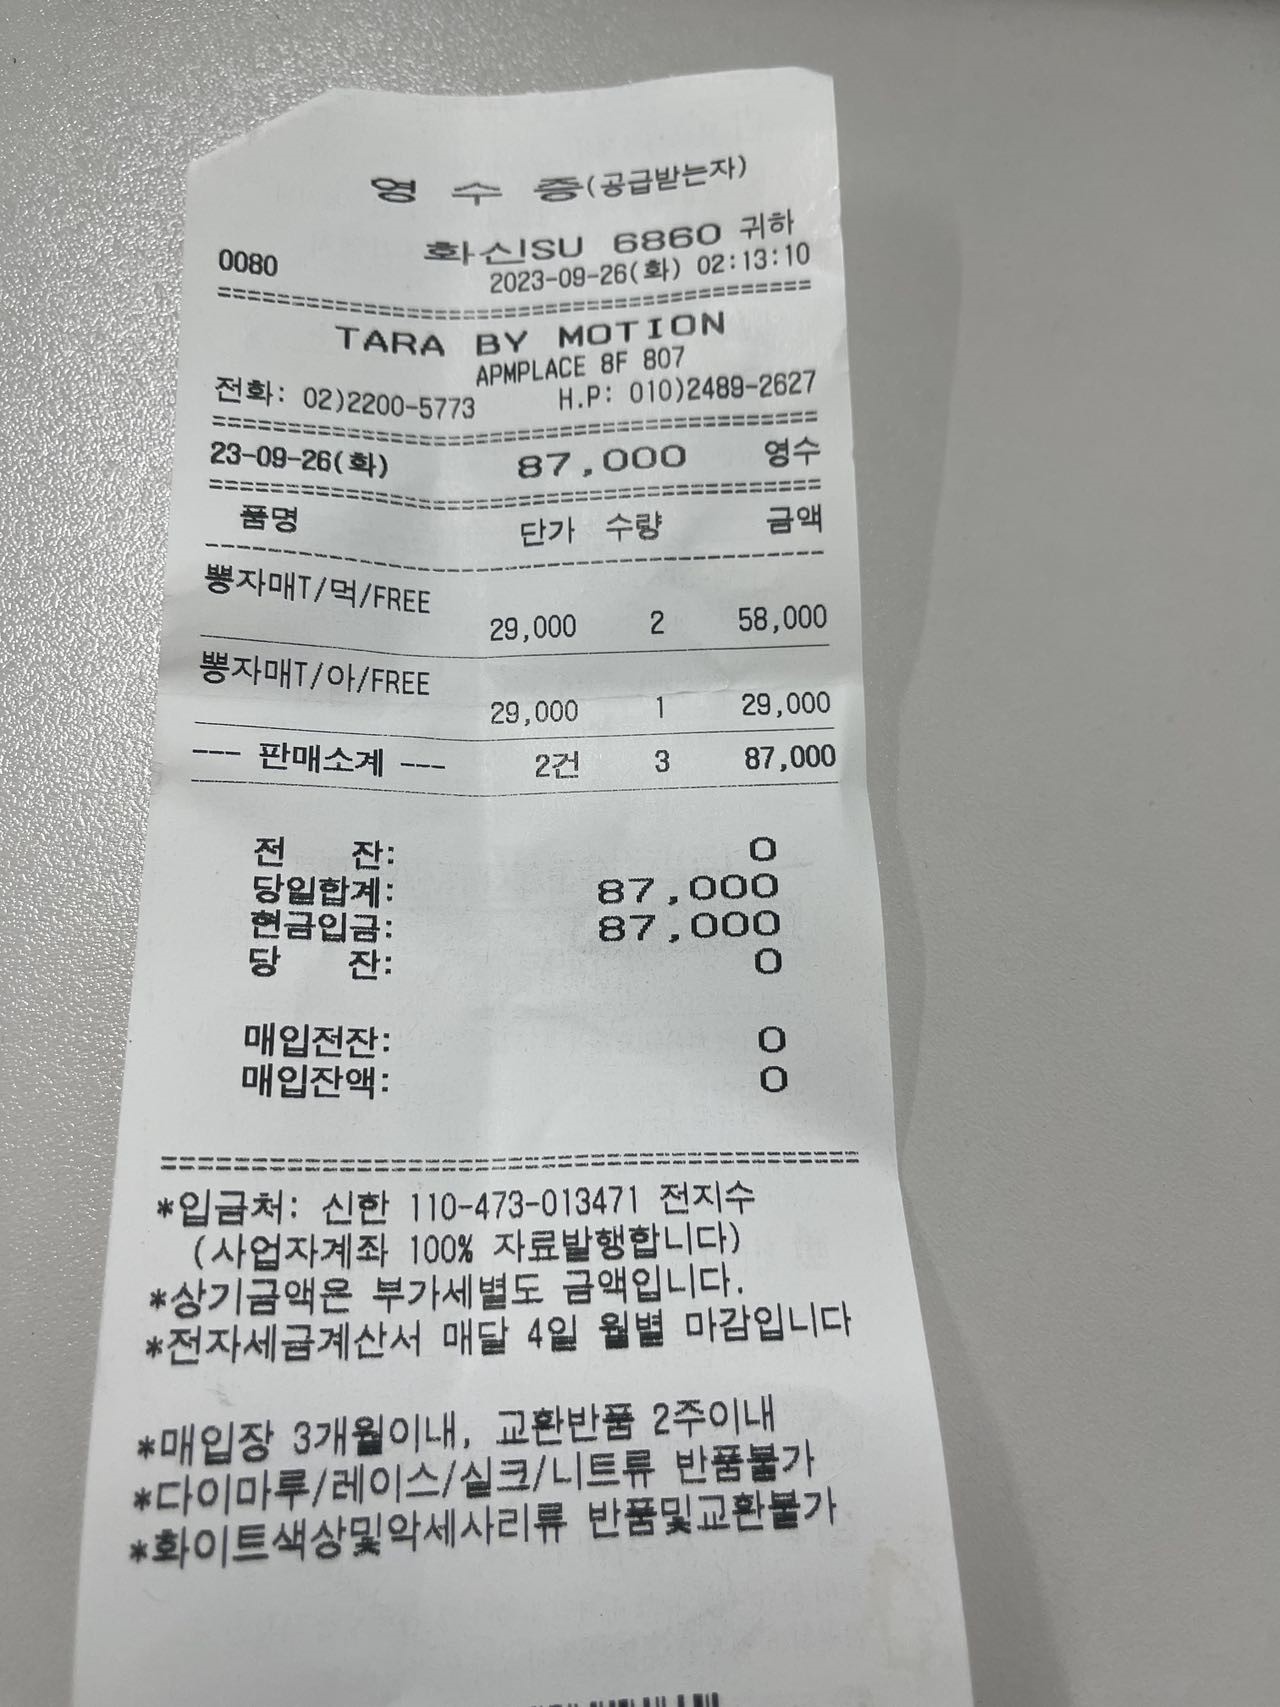 영 수 증(공급받는자)
화신SU 6860 귀하
0080
2023-09-26(화) 02:13:10
TARA BY MOTION
APMPLACE 8F 807
전화: 02)2200-5773 H.P: 010)2489-2627
23-09-26(화) 87,000 영수
품명 단가 수량 금액
뽕자매T/먹/FREE
29,000 2 58,000
뽕자매T/아/FREE
29,000 1 29,000
--- 판매소계 --- 2건 3 87,000
전 잔: 0
당일합계: 87,000
현금입금: 87,000
당 잔: 0
매입전잔: 0
매입잔액: 0
*입금처: 신한 110-473-013471 전지수
(사업자계좌 100% 자료발행합니다)
*상기금액은 부가세별도 금액입니다.
*전자세금계산서 매달 4일 월별 마감입니다
*매입장 3개월이내, 교환반품 2주이내
*다이마루/레이스/실크/니트류 반품불가
*화이트색상및악세사리류 반품및교환불가